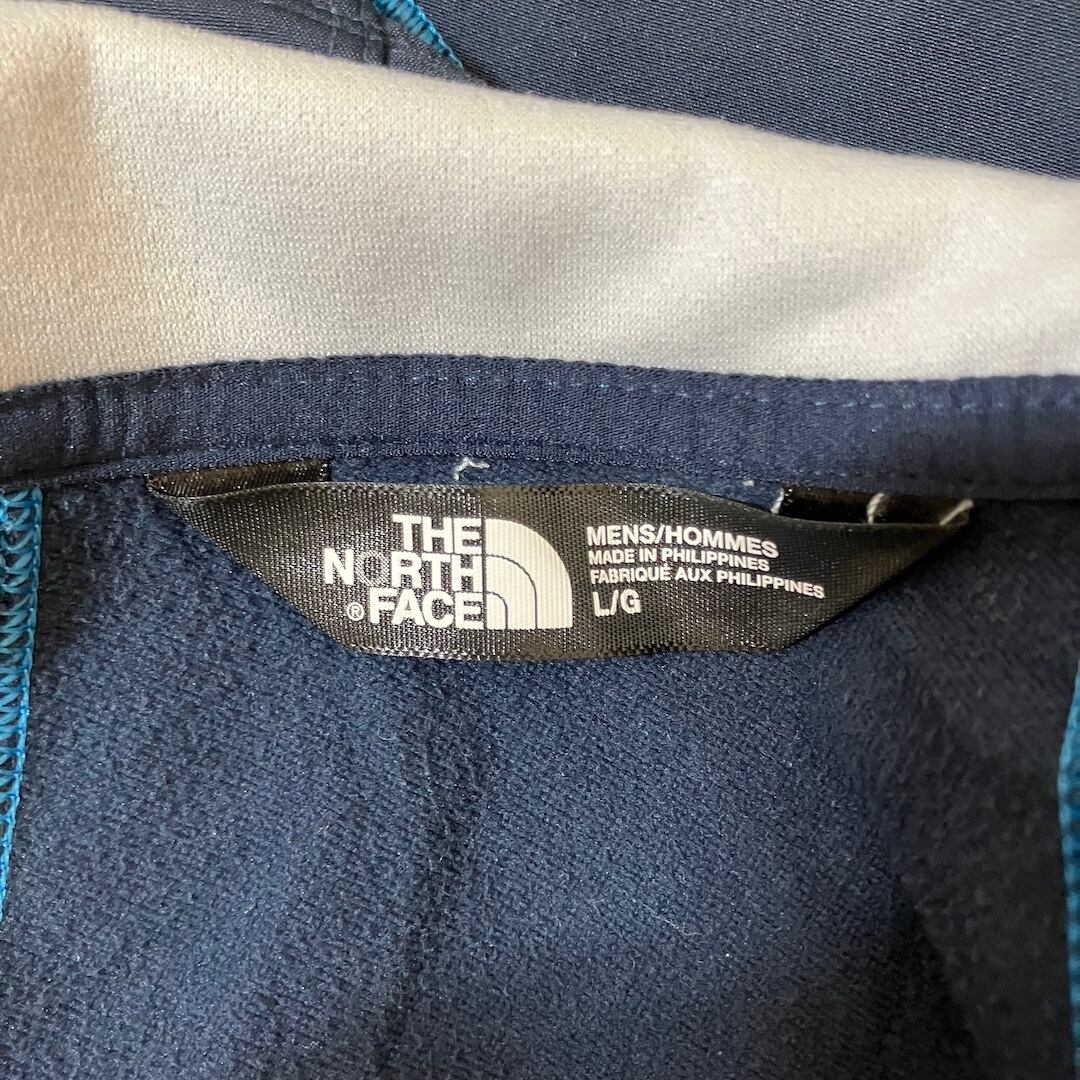 THE
NORTH
® FACE
MENS/HOMMES
MADE IN PHILIPPINES
FABRIQUÉ AUX PHILIPPINES
L/G